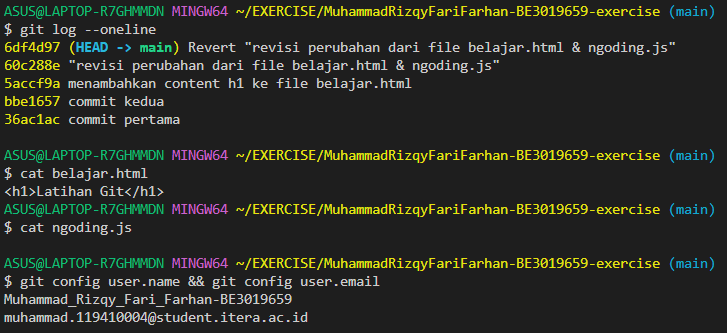 ASUS@LAPTOP-R7GHMMDN MINGW64 ~/EXERCISE/MuhammadRizqyFariFarhan-BE3019659-exercise (main)
$ git log --oneline
6df4d97 (HEAD -> main) Revert "revisi perubahan dari file belajar.html & ngoding.js"
60c288e "revisi perubahan dari file belajar.html & ngoding.js"
5accf9a menambahkan content h1 ke file belajar.html
bbe1657 commit kedua
36ac1ac commit pertama
ASUS@LAPTOP-R7GHMMDN MINGW64 ~/EXERCISE/MuhammadRizqyFariFarhan-BE3019659-exercise (main)
$ cat belajar.html
<h1>Latihan Git</h1>
ASUS@LAPTOP-R7GHMMDN MINGW64 ~/EXERCISE/MuhammadRizqyFariFarhan-BE3019659-exercise (main)
$ cat ngoding.js
ASUS@LAPTOP-R7GHMMDN MINGW64 ~/EXERCISE/MuhammadRizqyFariFarhan-BE3019659-exercise (main)
$ git config user.name && git config user.email
Muhammad_Rizqy_Fari_Farhan-BE3019659
muhammad.119410004@student.itera.ac.id